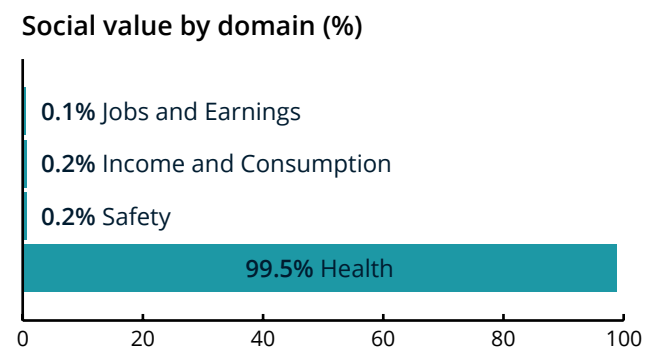 Social value by domain (%)
0.1% Jobs and Earnings
0.2% Income and Consumption
0.2% Safety
99.5% Health
0 20 40 60 80 100